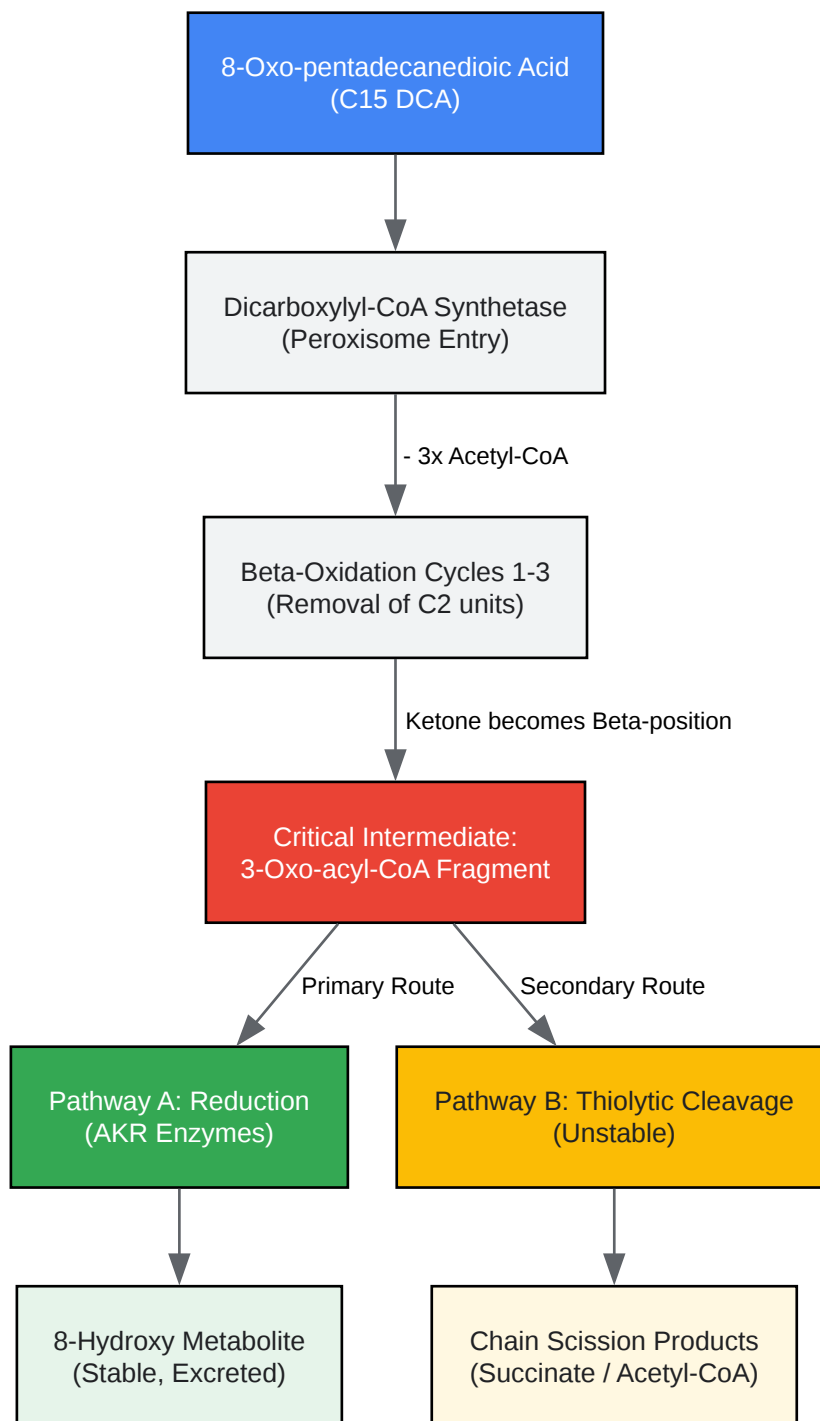 8-Oxo-pentadecanedioic Acid
(C15 DCA)
Dicarboxylyl-CoA Synthetase
(Peroxisome Entry)
- 3x Acetyl-CoA
Beta-Oxidation Cycles 1-3
(Removal of C2 units)
Ketone becomes Beta-position
Critical Intermediate:
3-Oxo-acyl-CoA Fragment
Primary Route
Secondary Route
Pathway A: Reduction
(AKR Enzymes)
Pathway B: Thiolytic Cleavage
(Unstable)
8-Hydroxy Metabolite
(Stable, Excreted)
Chain Scission Products
(Succinate / Acetyl-CoA)